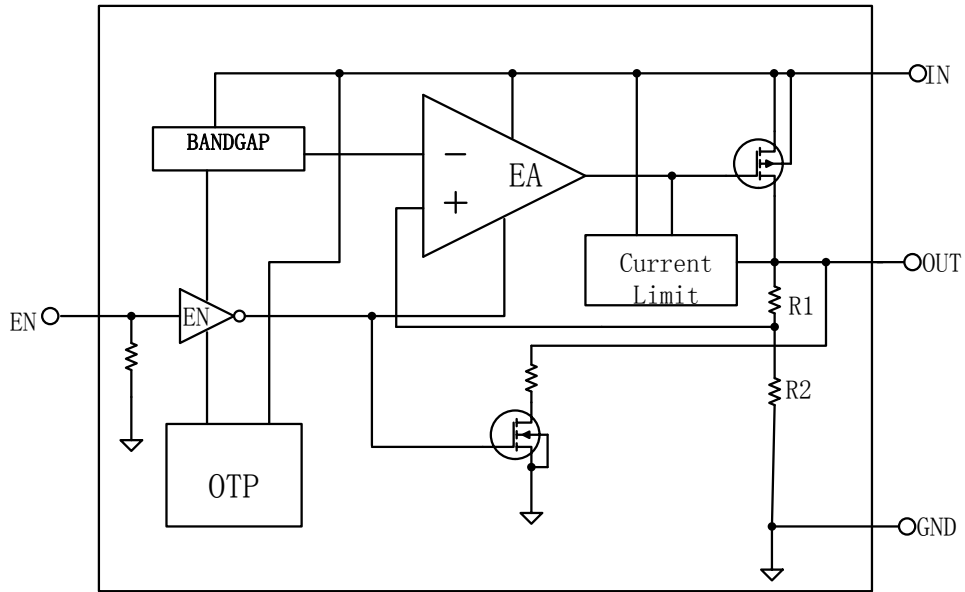 IN
BANDGAP
−
EA
+
Current
Limit
OUT
R1
EN
EN
R2
OTP
GND